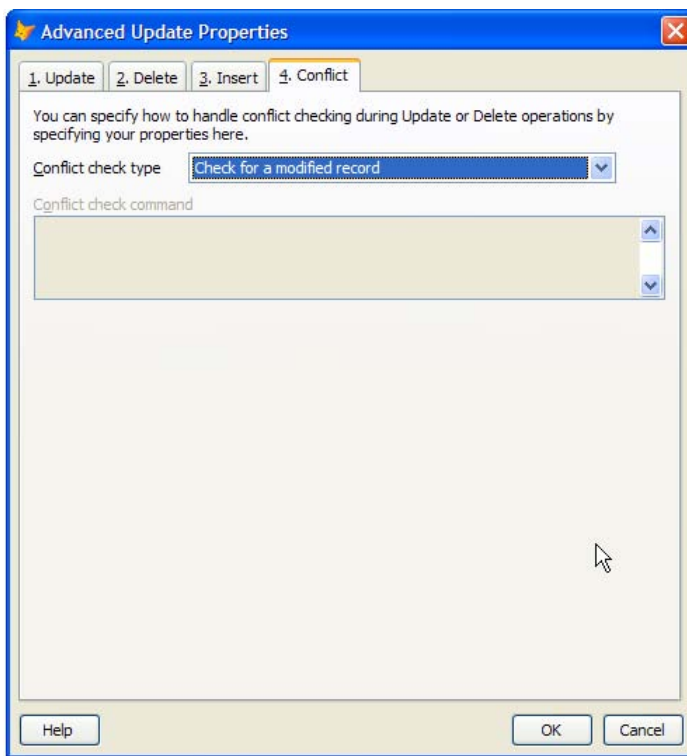 Advanced Update Properties
1. Update 2. Delete 3. Insert 4. Conflict
You can specify how to handle conflict checking during Update or Delete operations by
specifying your properties here.
Conflict check type Check for a modified record
Conflict check command
Help OK Cancel